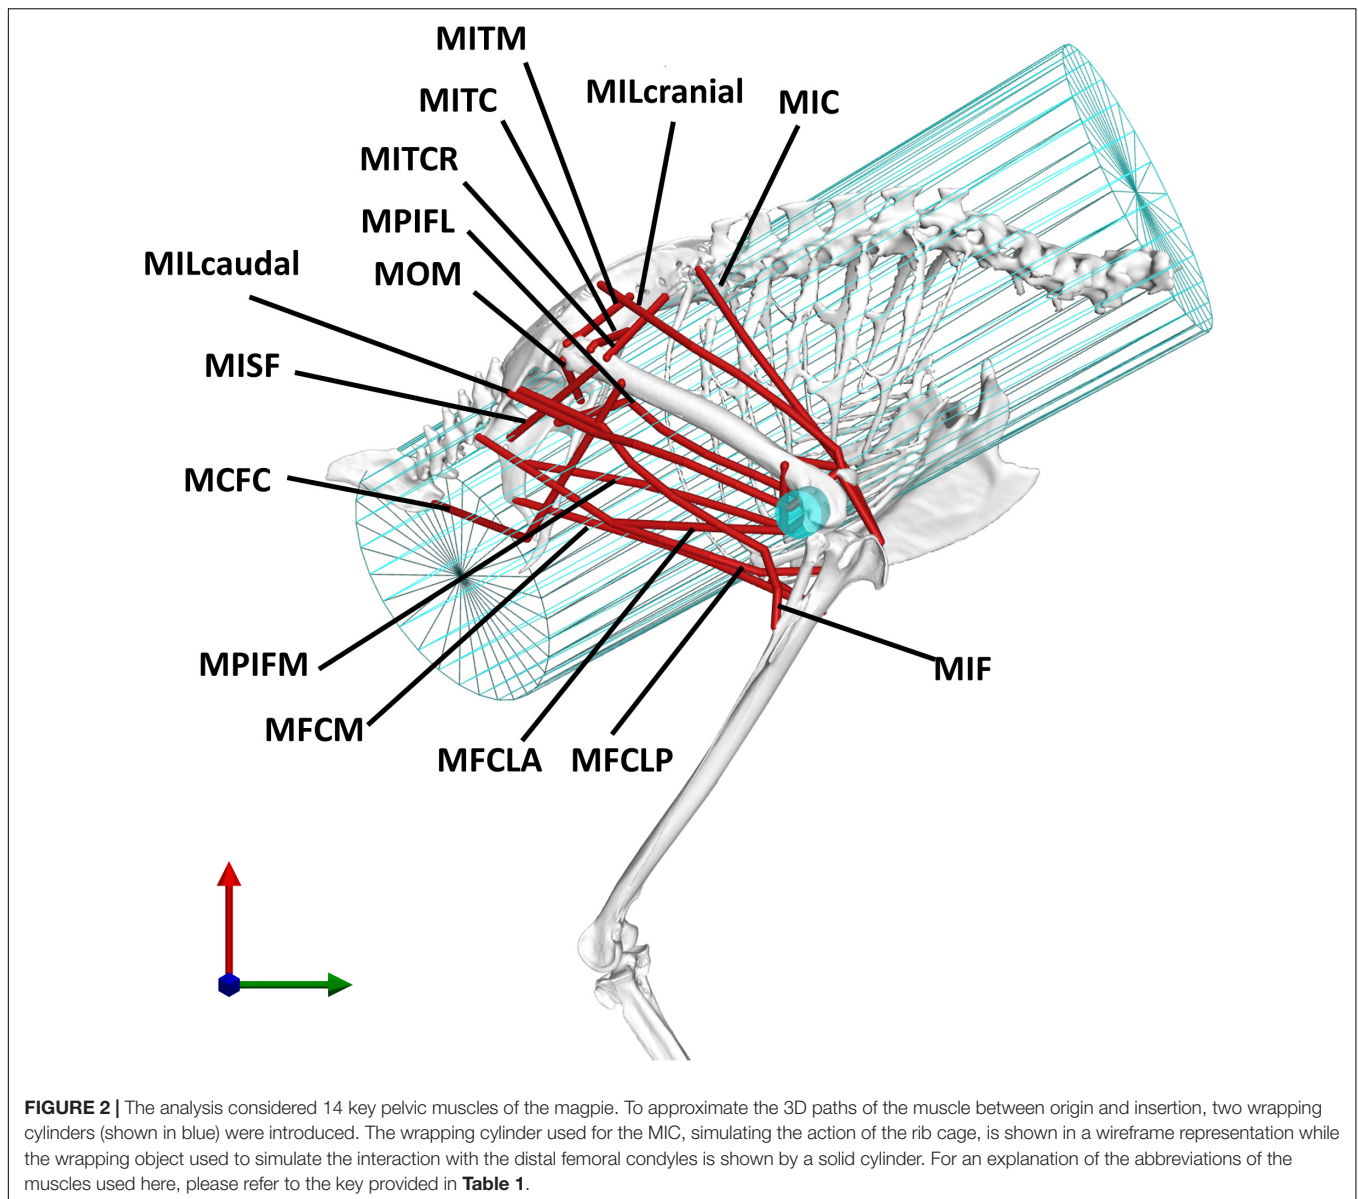 MITM
MITC
MILcranial
MIC
MITCR
MPIFL
MILcaudal
MOM
MISF
MCFC
MPIFM
MIF
MFCM
MFCLA
MFCLP
FIGURE 2 | The analysis considered 14 key pelvic muscles of the magpie. To approximate the 3D paths of the muscle between origin and insertion, two wrapping
cylinders (shown in blue) were introduced. The wrapping cylinder used for the MIC, simulating the action of the rib cage, is shown in a wireframe representation while
the wrapping object used to simulate the interaction with the distal femoral condyles is shown by a solid cylinder. For an explanation of the abbreviations of the
muscles used here, please refer to the key provided in Table 1.